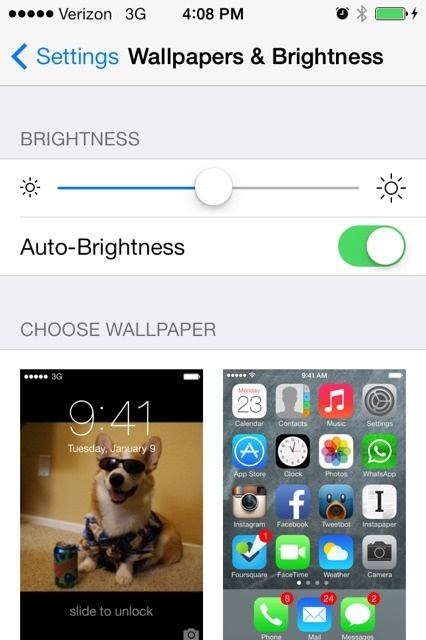 Verizon 3G 4:08 PM
Settings Wallpapers & Brightness
BRIGHTNESS
Auto-Brightness
CHOOSE WALLPAPER
3G
9:41
Tuesday, January 9
slide to unlock
9:41 AM
Monday
23
Calendar Contacts Music Settings
App Store Clock Photos WhatsApp
Instagram Facebook Tweetbot Instapaper
1
Foursquare FaceTime Weather Camera
8 24 2
Phone Mail Messages